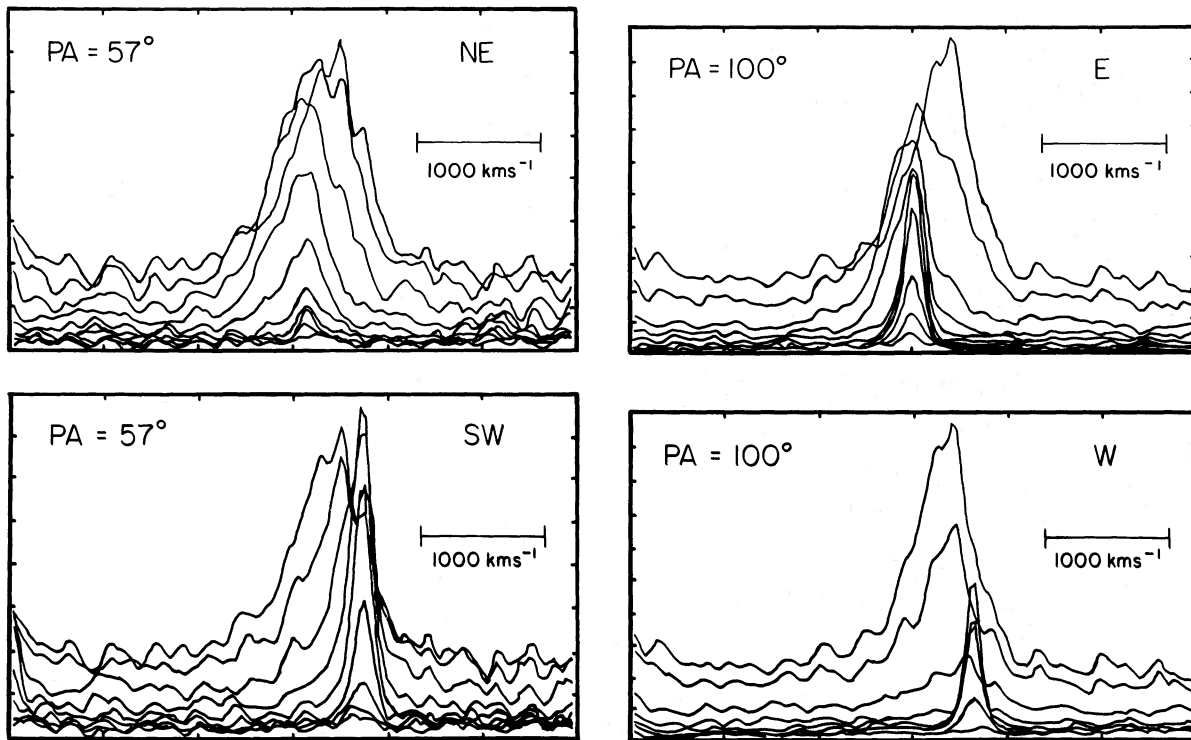 PA = 57° NE
1000 kms⁻¹
PA = 100° E
1000 kms⁻¹
PA = 57° SW
1000 kms⁻¹
PA = 100° W
1000 kms⁻¹